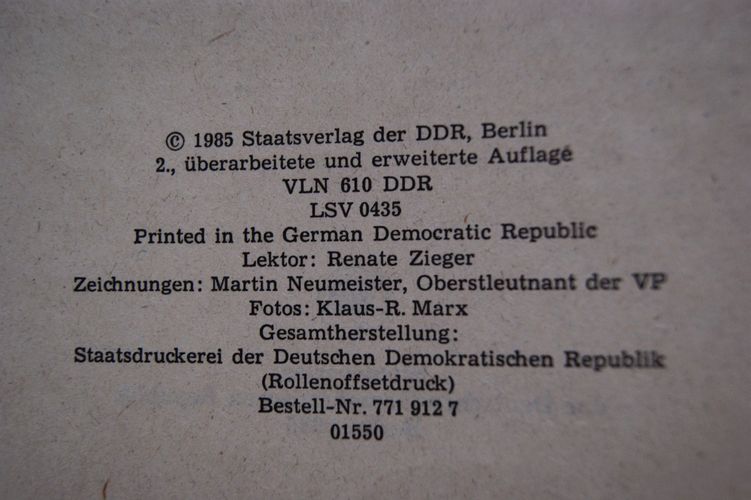 © 1985 Staatsverlag der DDR, Berlin
2., überarbeitete und erweiterte Auflage
VLN 610 DDR
LSV 0435
Printed in the German Democratic Republic
Lektor: Renate Zieger
Zeichnungen: Martin Neumeister, Oberstleutnant der VP
Fotos: Klaus-R. Marx
Gesamtherstellung:
Staatsdruckerei der Deutschen Demokratischen Republik
(Rollenoffsetdruck)
Bestell-Nr. 771 912 7
01550